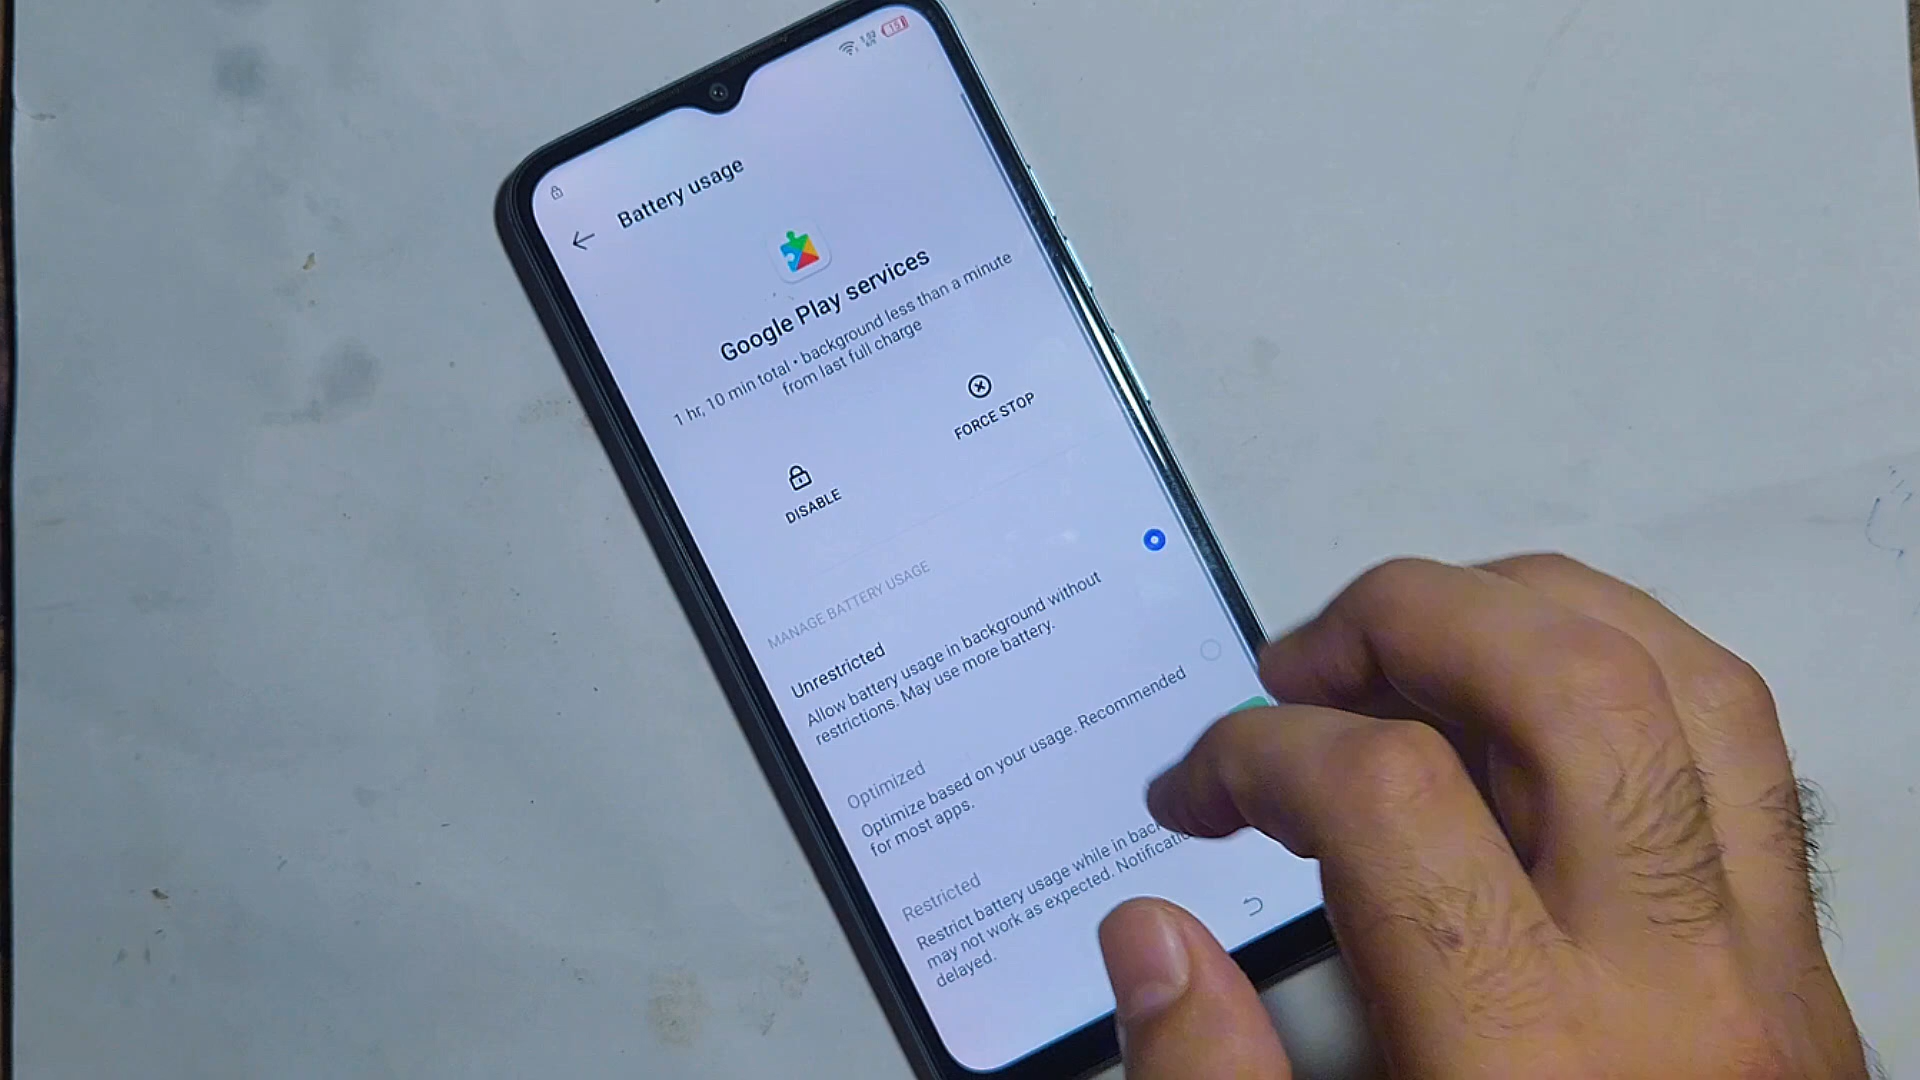 15
Battery usage
Google Play services
1 hr, 10 min total • background less than a minute
from last full charge
FORCE STOP
DISABLE
MANAGE BATTERY USAGE
Unrestricted
Allow battery usage in background without
restrictions. May use more battery.
Optimized
Optimize based on your usage. Recommended
for most apps.
Restricted
Restrict battery usage while in
may not work as expected.
delayed.